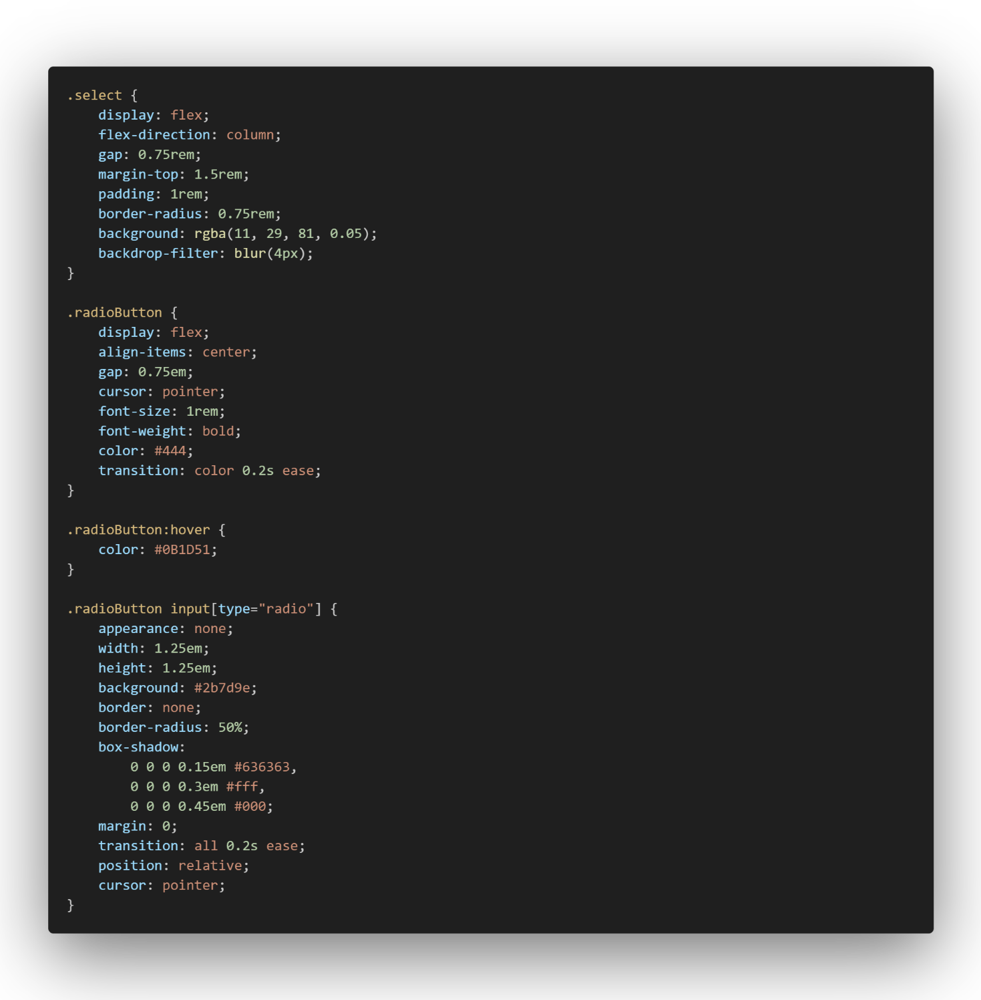 .select {
    display: flex;
    flex-direction: column;
    gap: 0.75rem;
    margin-top: 1.5rem;
    padding: 1rem;
    border-radius: 0.75rem;
    background: rgba(11, 29, 81, 0.05);
    backdrop-filter: blur(4px);
}

.radioButton {
    display: flex;
    align-items: center;
    gap: 0.75em;
    cursor: pointer;
    font-size: 1rem;
    font-weight: bold;
    color: #444;
    transition: color 0.2s ease;
}

.radioButton:hover {
    color: #0B1D51;
}

.radioButton input[type="radio"] {
    appearance: none;
    width: 1.25em;
    height: 1.25em;
    background: #2b7d9e;
    border: none;
    border-radius: 50%;
    box-shadow:
        0 0 0 0.15em #636363,
        0 0 0 0.3em #fff,
        0 0 0 0.45em #000;
    margin: 0;
    transition: all 0.2s ease;
    position: relative;
    cursor: pointer;
}